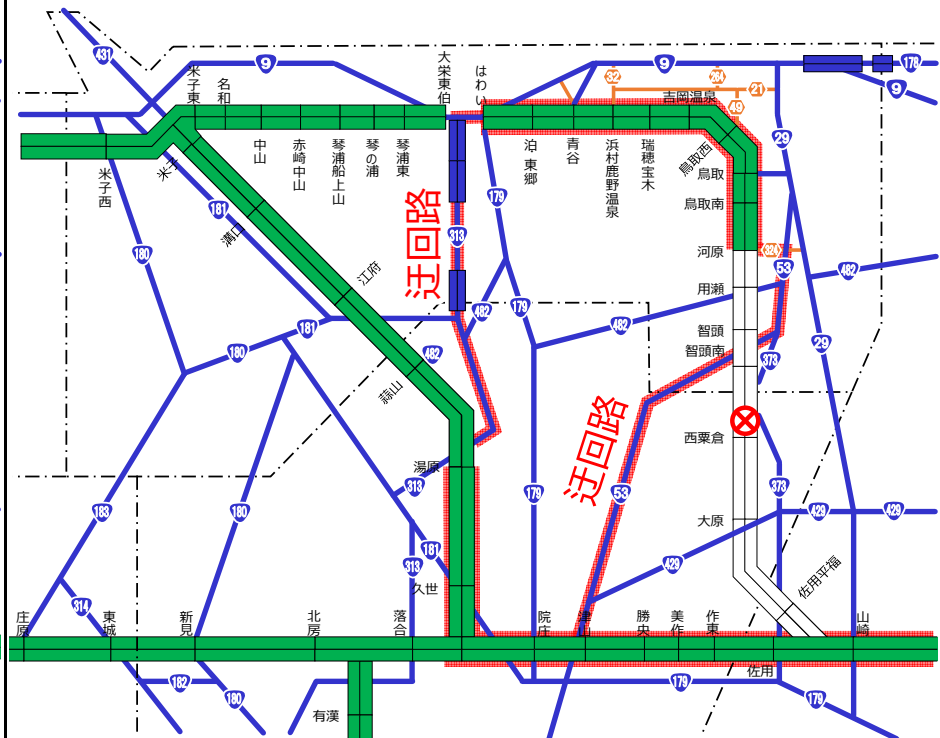 431
米子東
名和
9
大栄東伯
はわい
9
32
264
21
49
178
9
吉岡温泉
29
中山
赤崎中山
琴浦船上山
琴の浦
琴浦東
泊
東郷
青谷
浜村鹿野温泉
瑞穂宝木
鳥取西
鳥取
鳥取南
米子
米子西
181
溝口
179
迂回路
313
180
河原
324
53
482
江府
用瀬
482
179
482
智頭
181
180
482
智頭南
373
29
蒜山
迂回路
西粟倉
湯原
313
373
53
179
183
180
429
429
大原
181
313
429
久世
佐用平福
314
庄原
東城
新見
北房
落合
院庄
津山
勝央
美作
作東
山崎
佐用
182
180
179
179
有漢